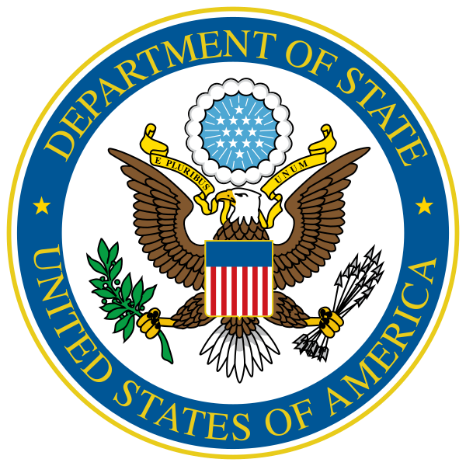 DEPARTMENT OF STATE
E PLURIBUS UNUM
UNITED STATES OF AMERICA